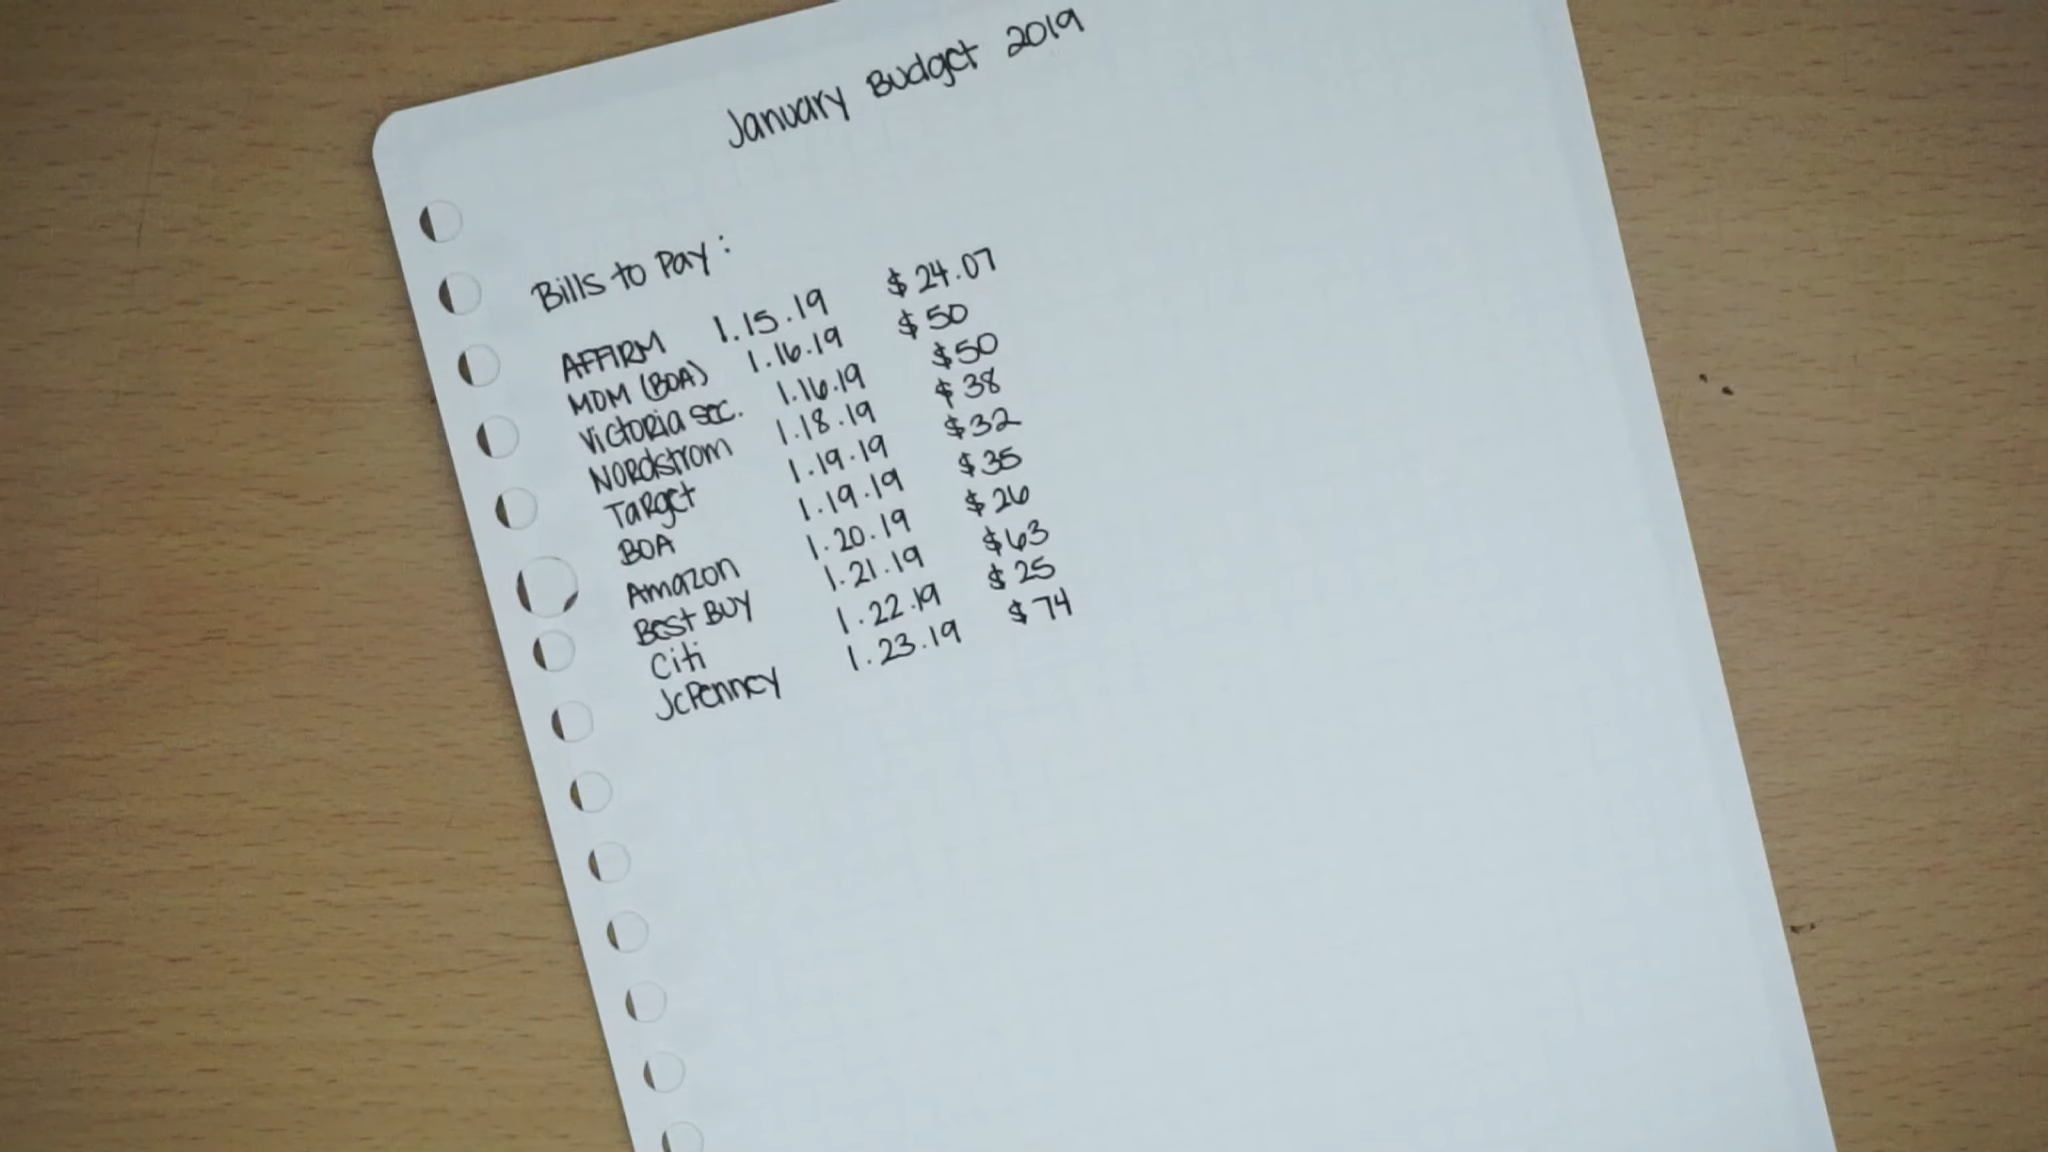 January Budget 2019
Bills to Pay:
AFFIRM 1.15.19 $24.07
MOM (BOA) 1.16.19 $50
Victoria Sec. 1.16.19 $50
Nordstrom 1.18.19 $38
Target 1.19.19 $32
BOA 1.19.19 $35
Amazon 1.20.19 $26
Best Buy 1.21.19 $63
Citi 1.22.19 $25
JcPenney 1.23.19 $74